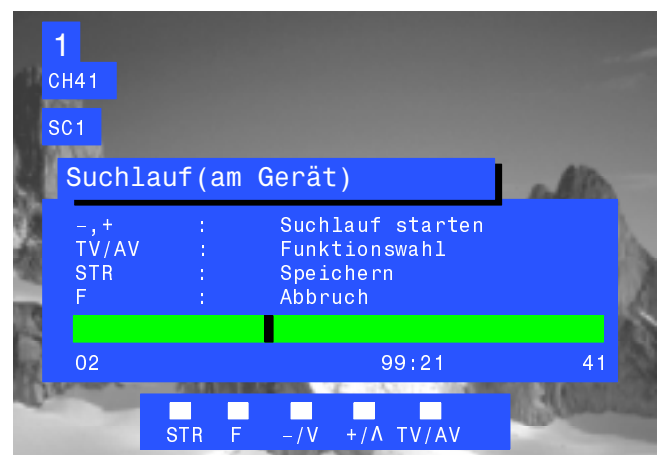 1
CH41
SC1
Suchlauf(am Gerät)
–,+ : Suchlauf starten
TV/AV : Funktionswahl
STR : Speichern
F : Abbruch
02 99:21 41
STR F –/V +/Λ TV/AV